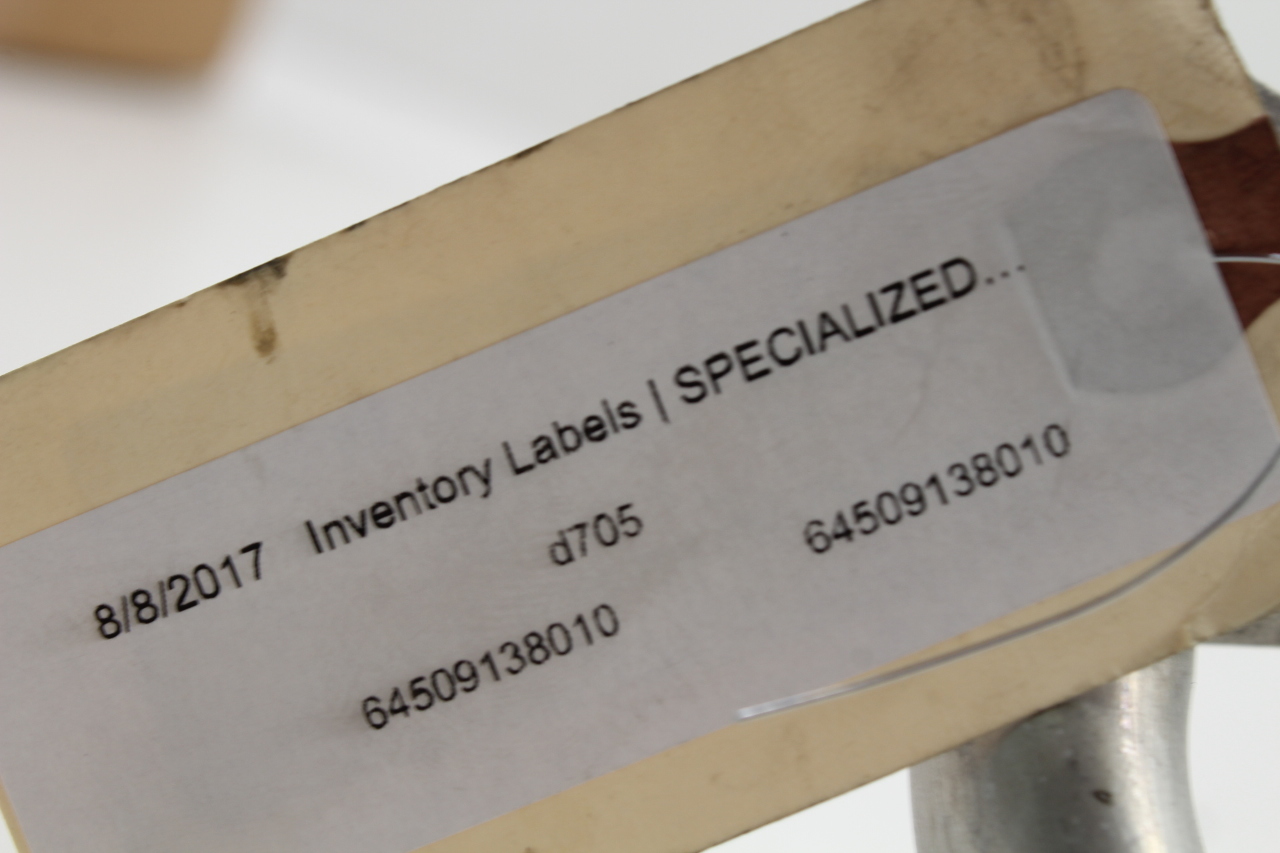 8/8/2017 Inventory Labels | SPECIALIZED...
d705 64509138010
64509138010